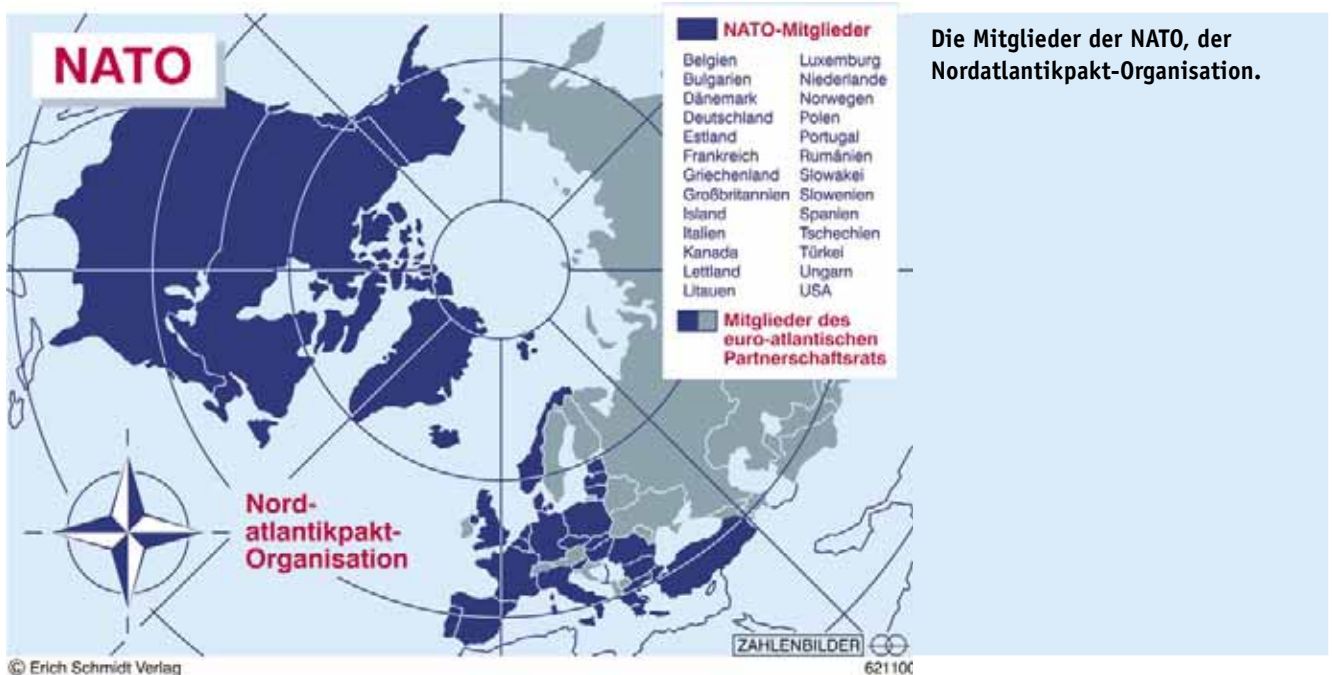 NATO
NATO-Mitglieder
Belgien
Bulgarien
Dänemark
Deutschland
Estland
Frankreich
Griechenland
Großbritannien
Island
Italien
Kanada
Lettland
Litauen
Luxemburg
Niederlande
Norwegen
Polen
Portugal
Rumänien
Slowakei
Slowenien
Spanien
Tschechien
Türkei
Ungarn
USA
Mitglieder des
euro-atlantischen
Partnerschaftsrats
Nord-
atlantikpakt-
Organisation
ZAHLENBILDER
© Erich Schmidt Verlag
621100
Die Mitglieder der NATO, der
Nordatlantikpakt-Organisation.